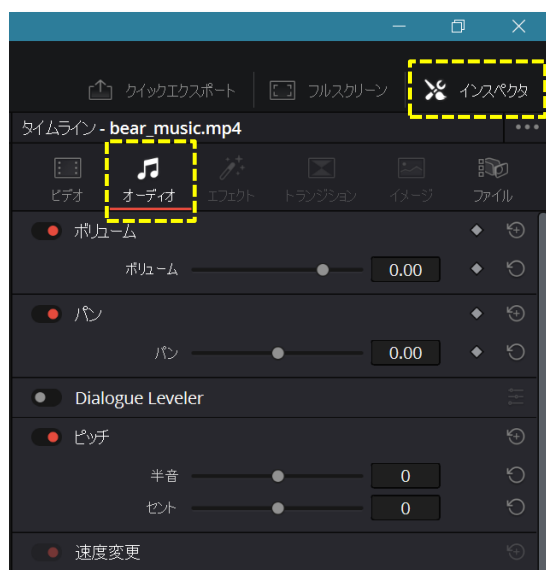 クイックエクスポート フルスクリーン インスペクタ
タイムライン - bear_music.mp4
ビデオ オーディオ エフェクト トランジション イメージ ファイル
ボリューム
ボリューム 0.00
パン
パン 0.00
Dialogue Leveler
ピッチ
半音 0
セント 0
速度変更